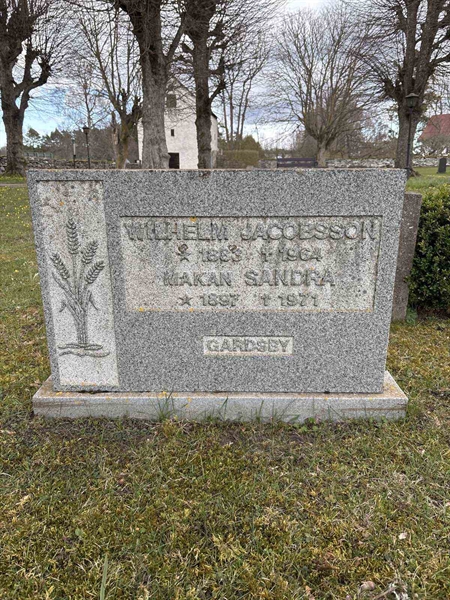 WILHELM JACOBSSON
★ 1883 † 1964
MAKAN SANDRA
★ 1897 † 1971
GARDSBY